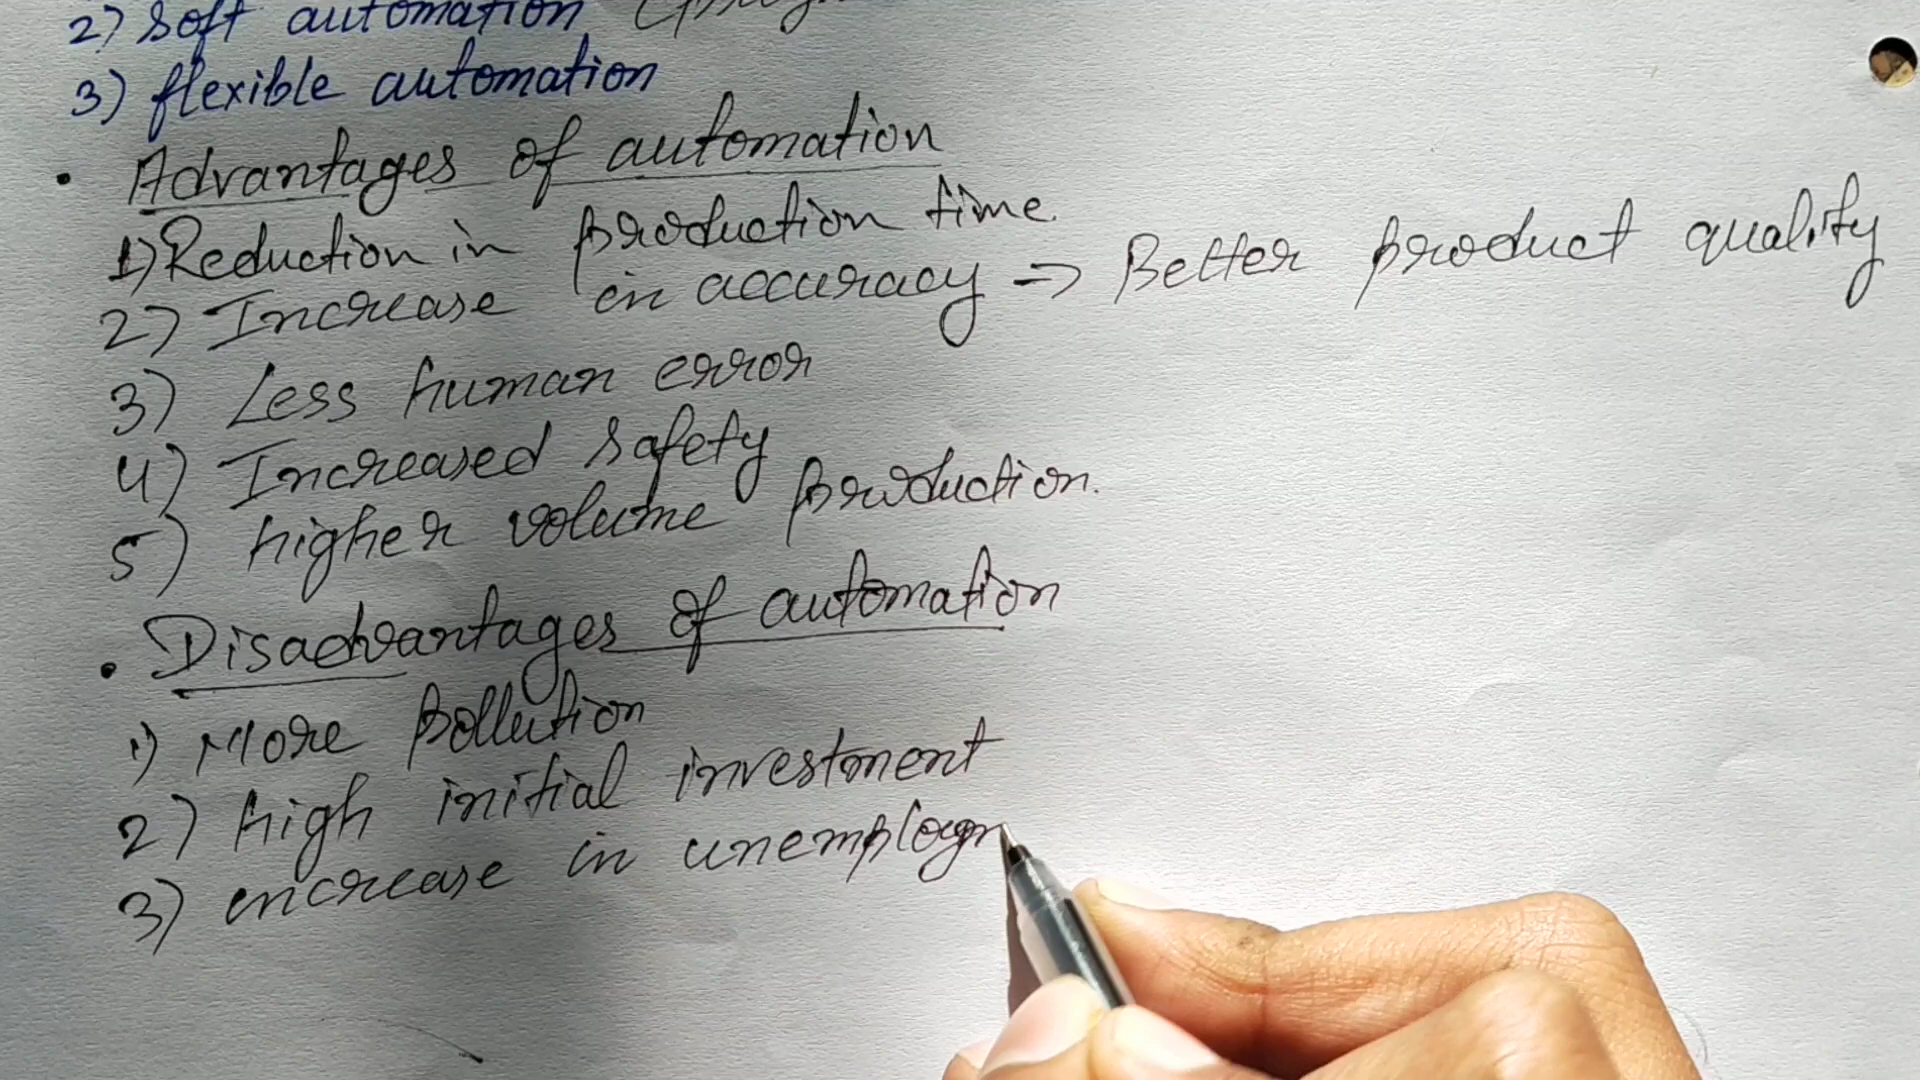 2) Soft automation
3) flexible automation
• Advantages of automation
1) Reduction in production time.
2) Increase in accuracy => Better product quality
3) Less human error
4) Increased safety
5) higher volume production.
• Disadvantages of automation
1) More pollution
2) high initial investment
3) increase in unemploym